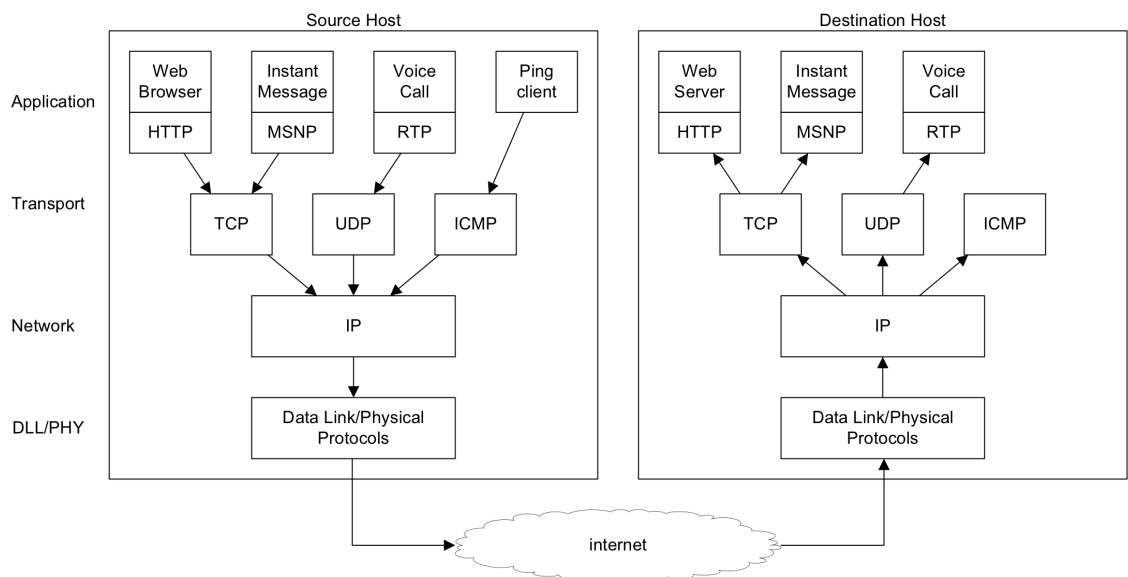 Source Host
Destination Host
Application
Web
Browser
HTTP
Instant
Message
MSNP
Voice
Call
RTP
Ping
client
Web
Server
HTTP
Instant
Message
MSNP
Voice
Call
RTP
Transport
TCP
UDP
ICMP
TCP
UDP
ICMP
Network
IP
IP
DLL/PHY
Data Link/Physical
Protocols
Data Link/Physical
Protocols
internet